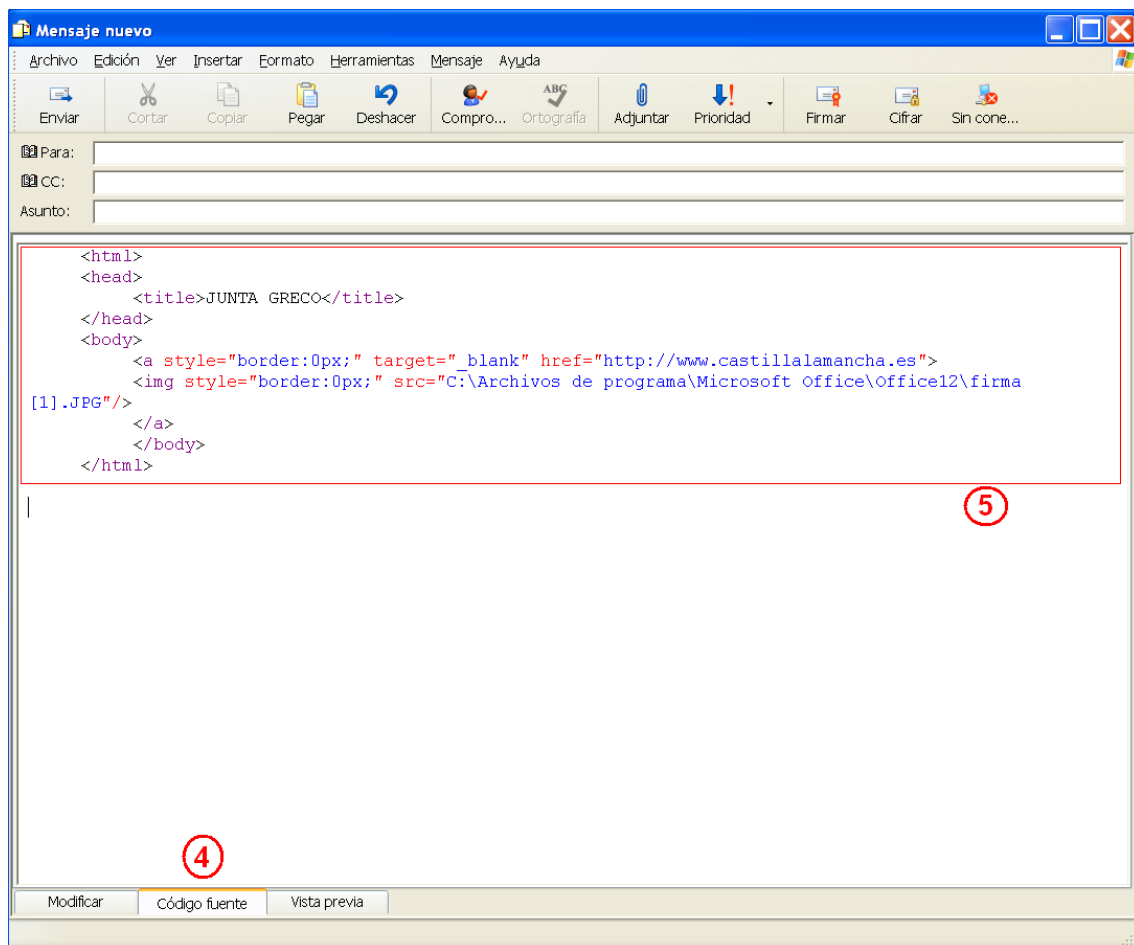 Mensaje nuevo
Archivo Edición Ver Insertar Formato Herramientas Mensaje Ayuda
Enviar Cortar Copiar Pegar Deshacer Compro... ABC Ortografía Adjuntar Prioridad Firmar Cifrar Sin cone...
Para:
CC:
Asunto:
<html>
<head>
<title>JUNTA GRECO</title>
</head>
<body>
<a style="border:0px;" target="_blank" href="http://www.castillalamancha.es">
<img style="border:0px;" src="C:\Archivos de programa\Microsoft Office\Office12\firma
[1].JPG"/>
</a>
</body>
</html>
5
4
Modificar Código fuente Vista previa